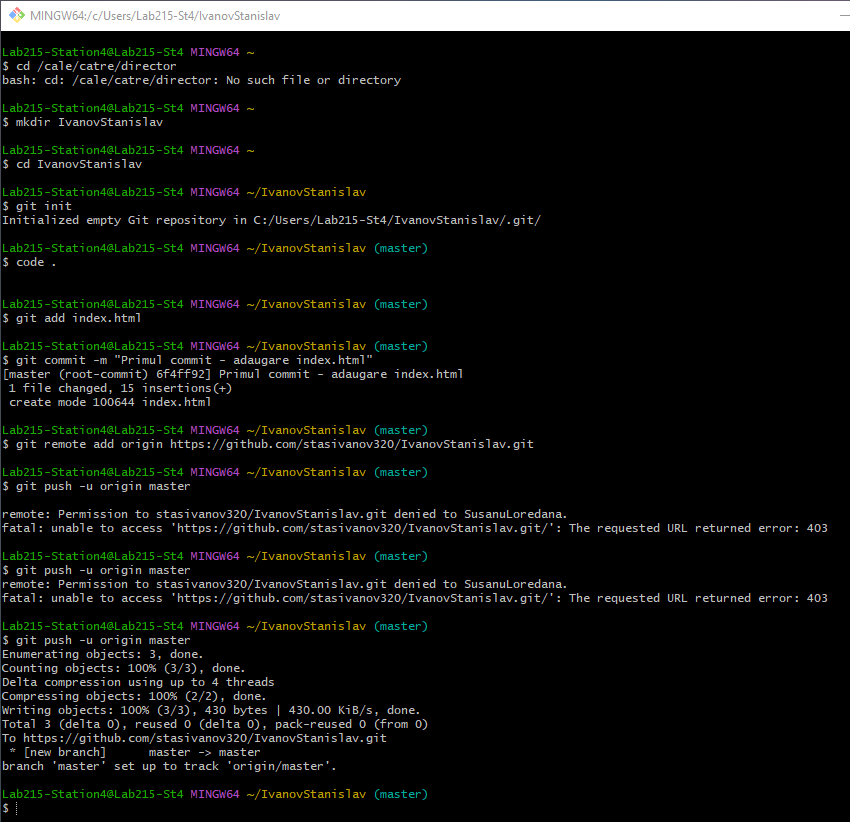 MINGW64:/c/Users/Lab215-St4/IvanovStanislav
Lab215-Station4@Lab215-St4 MINGW64 ~
$ cd /cale/catre/director
bash: cd: /cale/catre/director: No such file or directory
Lab215-Station4@Lab215-St4 MINGW64 ~
$ mkdir IvanovStanislav
Lab215-Station4@Lab215-St4 MINGW64 ~
$ cd IvanovStanislav
Lab215-Station4@Lab215-St4 MINGW64 ~/IvanovStanislav
$ git init
Initialized empty Git repository in C:/Users/Lab215-St4/IvanovStanislav/.git/
Lab215-Station4@Lab215-St4 MINGW64 ~/IvanovStanislav (master)
$ code .
Lab215-Station4@Lab215-St4 MINGW64 ~/IvanovStanislav (master)
$ git add index.html
Lab215-Station4@Lab215-St4 MINGW64 ~/IvanovStanislav (master)
$ git commit -m "Primul commit - adaugare index.html"
[master (root-commit) 6f4ff92] Primul commit - adaugare index.html
 1 file changed, 15 insertions(+)
 create mode 100644 index.html
Lab215-Station4@Lab215-St4 MINGW64 ~/IvanovStanislav (master)
$ git remote add origin https://github.com/stasivanov320/IvanovStanislav.git
Lab215-Station4@Lab215-St4 MINGW64 ~/IvanovStanislav (master)
$ git push -u origin master
remote: Permission to stasivanov320/IvanovStanislav.git denied to SusanuLoredana.
fatal: unable to access 'https://github.com/stasivanov320/IvanovStanislav.git/': The requested URL returned error: 403
Lab215-Station4@Lab215-St4 MINGW64 ~/IvanovStanislav (master)
$ git push -u origin master
remote: Permission to stasivanov320/IvanovStanislav.git denied to SusanuLoredana.
fatal: unable to access 'https://github.com/stasivanov320/IvanovStanislav.git/': The requested URL returned error: 403
Lab215-Station4@Lab215-St4 MINGW64 ~/IvanovStanislav (master)
$ git push -u origin master
Enumerating objects: 3, done.
Counting objects: 100% (3/3), done.
Delta compression using up to 4 threads
Compressing objects: 100% (2/2), done.
Writing objects: 100% (3/3), 430 bytes | 430.00 KiB/s, done.
Total 3 (delta 0), reused 0 (delta 0), pack-reused 0 (from 0)
To https://github.com/stasivanov320/IvanovStanislav.git
 * [new branch]      master -> master
branch 'master' set up to track 'origin/master'.
Lab215-Station4@Lab215-St4 MINGW64 ~/IvanovStanislav (master)
$